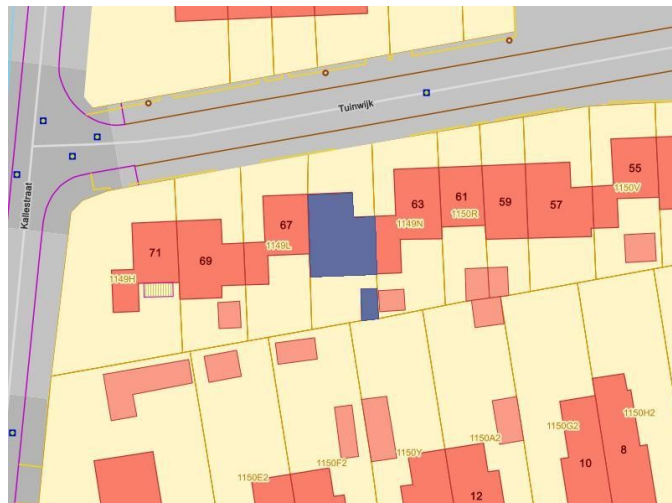 Tuinwijk
Kallestraat
55
1150V
63
61
59
57
1149N
1150R
67
1149L
71
69
1149H
1150H2
1150G2
10
8
1150A2
1150Y
1150F2
1150E2
12